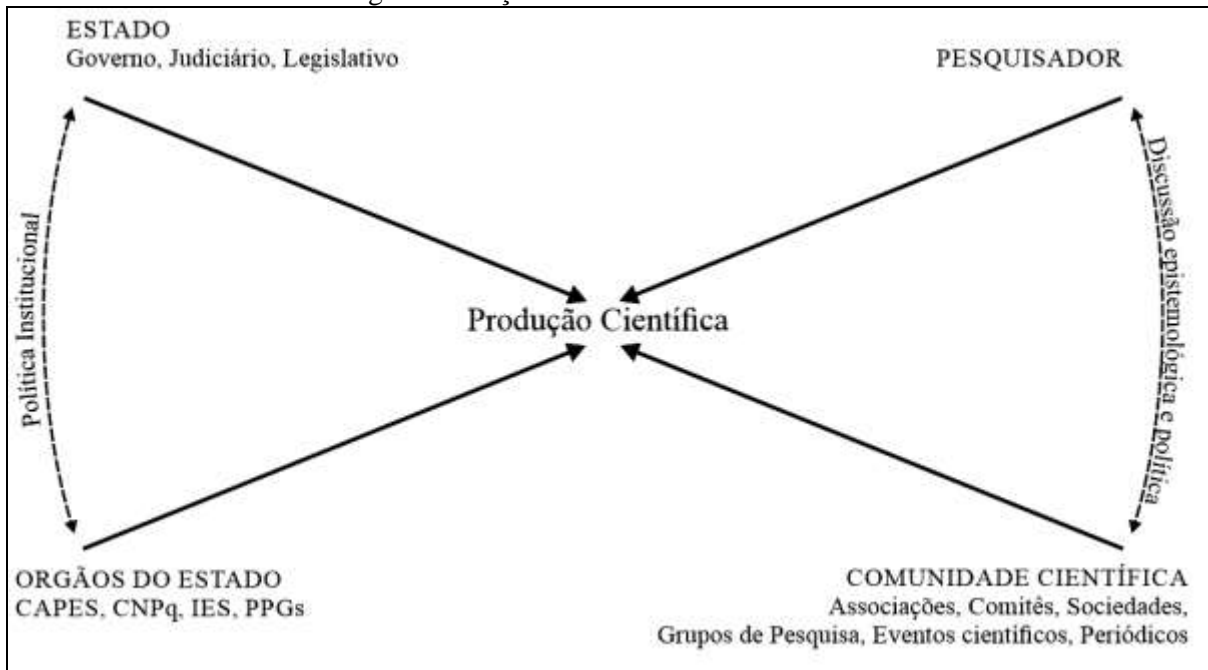 ESTADO
Governo, Judiciário, Legislativo
PESQUISADOR
Política Institucional
Discussão epistemológica e política
Produção Científica
ORGÃOS DO ESTADO
CAPES, CNPq, IES, PPGs
COMUNIDADE CIENTÍFICA
Associações, Comitês, Sociedades,
Grupos de Pesquisa, Eventos científicos, Periódicos